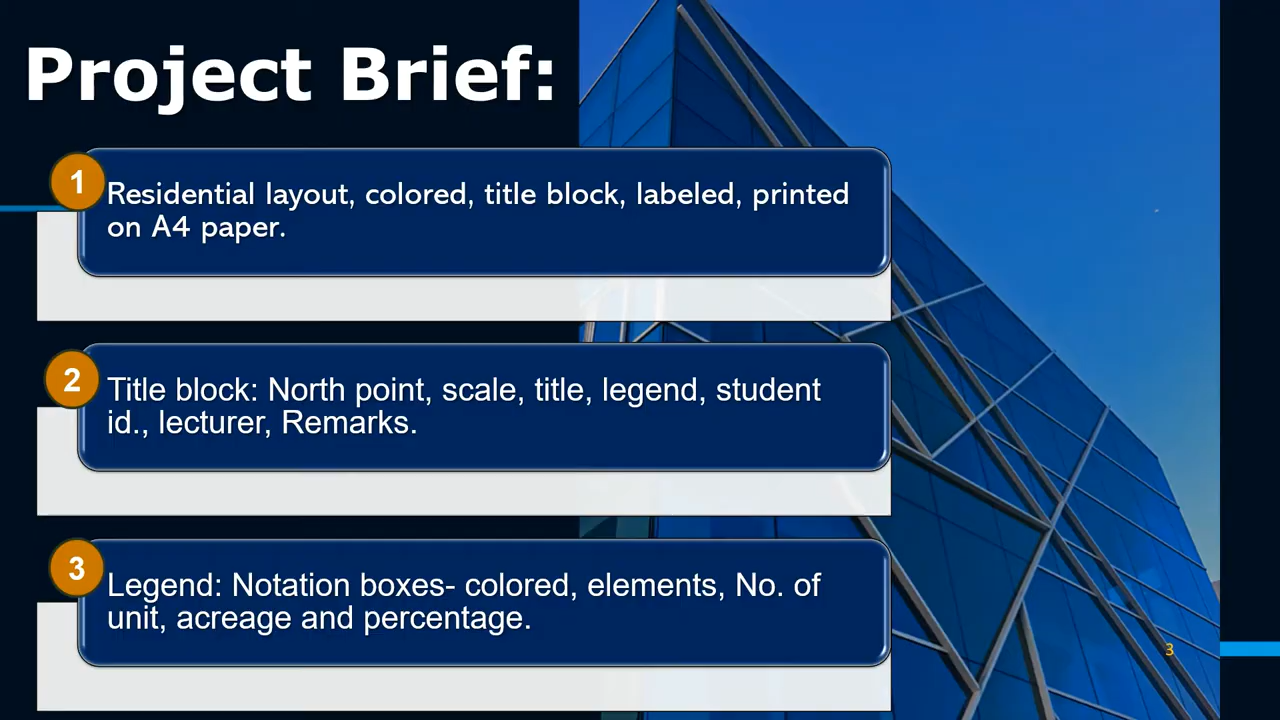 Project Brief:
1
Residential layout, colored, title block, labeled, printed
on A4 paper.
2
Title block: North point, scale, title, legend, student
id., lecturer, Remarks.
3
Legend: Notation boxes- colored, elements, No. of
unit, acreage and percentage.
3